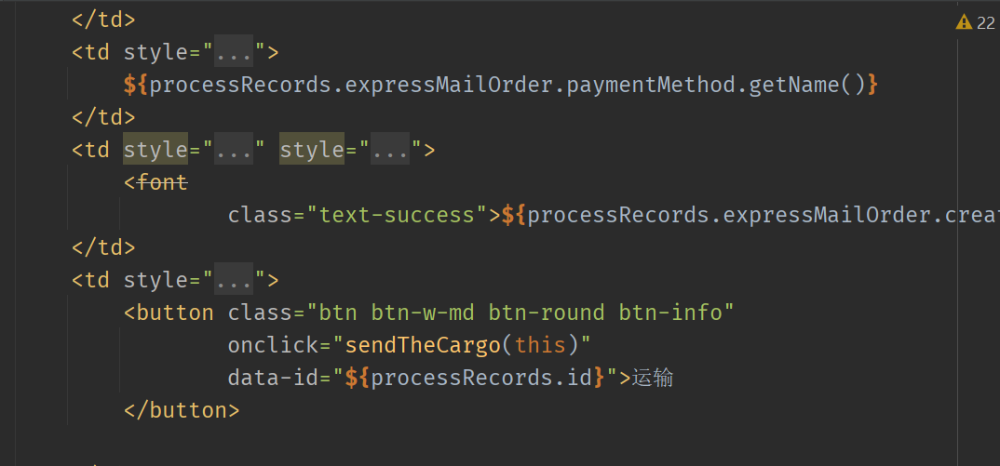 </td>
⚠ 22
<td style="...">
${processRecords.expressMailOrder.paymentMethod.getName()}
</td>
<td style="..." style="...">
<font
class="text-success">${processRecords.expressMailOrder.crea
</td>
<td style="...">
<button class="btn btn-w-md btn-round btn-info"
onclick="sendTheCargo(this)"
data-id="${processRecords.id}">运输
</button>